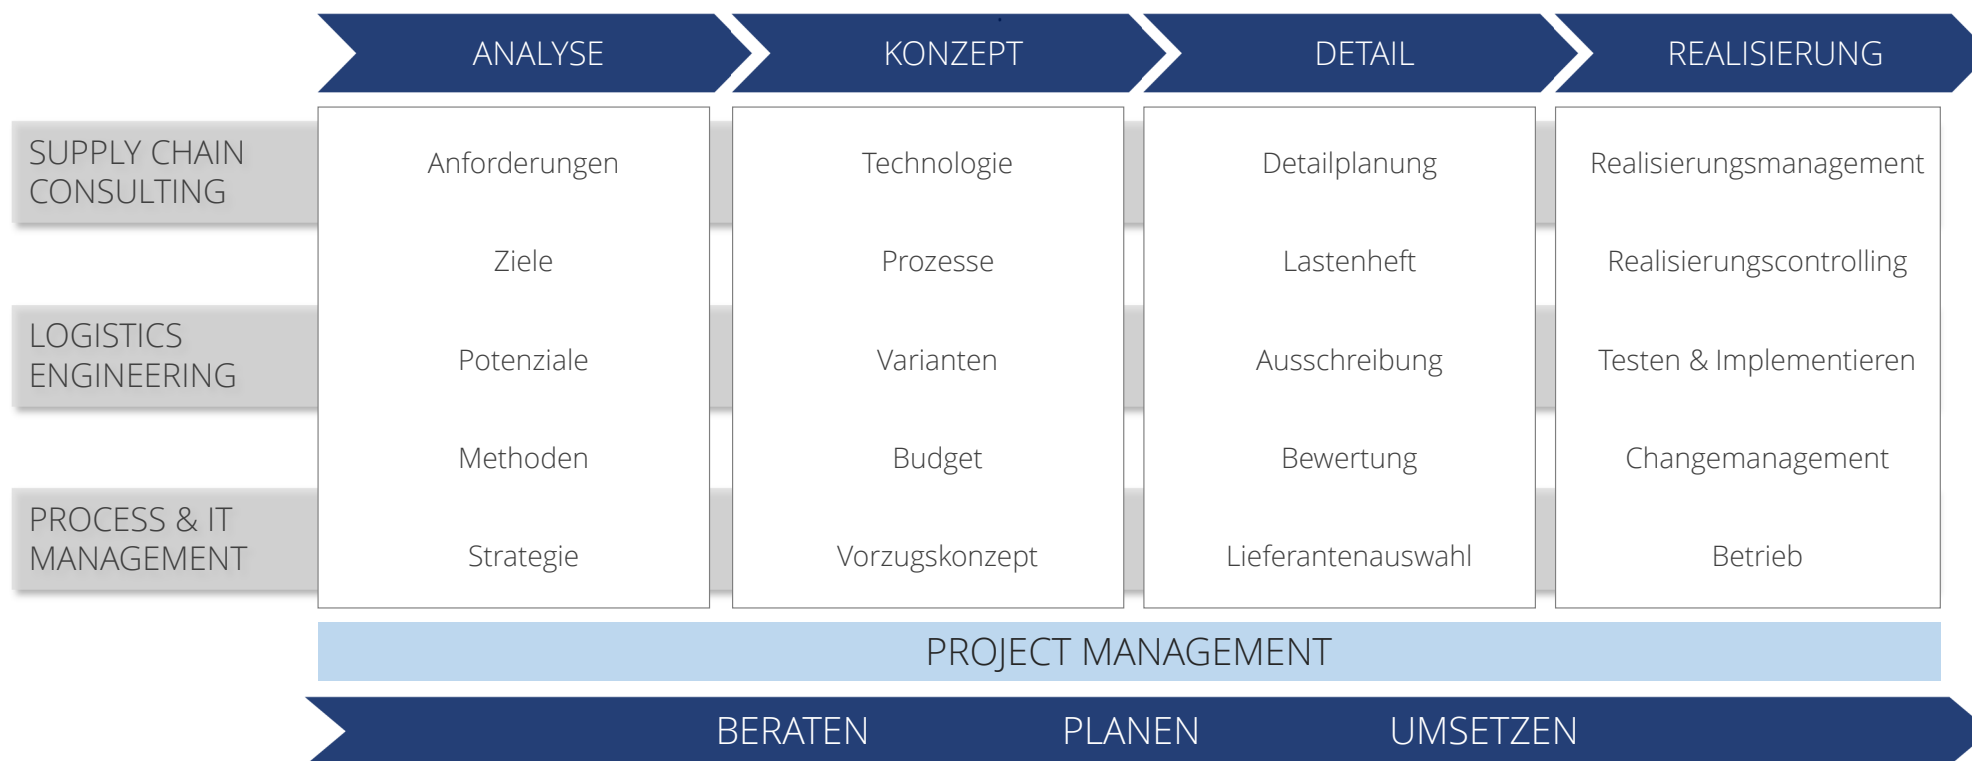 ANALYSE
KONZEPT
DETAIL
REALISIERUNG
SUPPLY CHAIN
CONSULTING
LOGISTICS
ENGINEERING
PROCESS & IT
MANAGEMENT
Anforderungen
Ziele
Potenziale
Methoden
Strategie
Technologie
Prozesse
Varianten
Budget
Vorzugskonzept
Detailplanung
Lastenheft
Ausschreibung
Bewertung
Lieferantenauswahl
Realisierungsmanagement
Realisierungscontrolling
Testen & Implementieren
Changemanagement
Betrieb
PROJECT MANAGEMENT
BERATEN
PLANEN
UMSETZEN